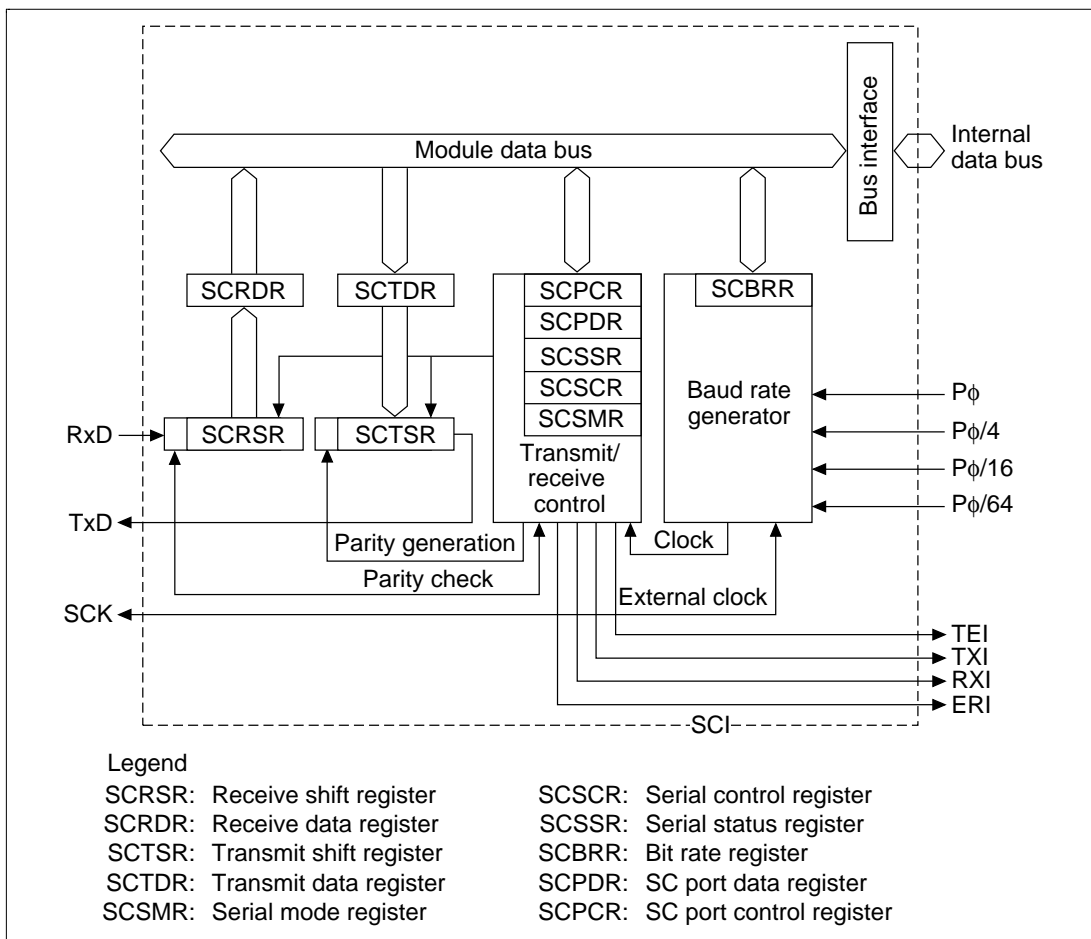 Module data bus
Bus interface
Internal
data bus
SCRDR
SCTDR
SCPCR
SCPDR
SCSSR
SCSCR
SCSMR
Transmit/
receive
control
SCBRR
Baud rate
generator
Pϕ
Pϕ/4
Pϕ/16
Pϕ/64
RxD
SCRSR
SCTSR
TxD
Parity generation
Clock
Parity check
SCK
External clock
TEI
TXI
RXI
ERI
SCI
Legend
SCRSR: Receive shift register
SCRDR: Receive data register
SCTSR: Transmit shift register
SCTDR: Transmit data register
SCSMR: Serial mode register
SCSCR: Serial control register
SCSSR: Serial status register
SCBRR: Bit rate register
SCPDR: SC port data register
SCPCR: SC port control register